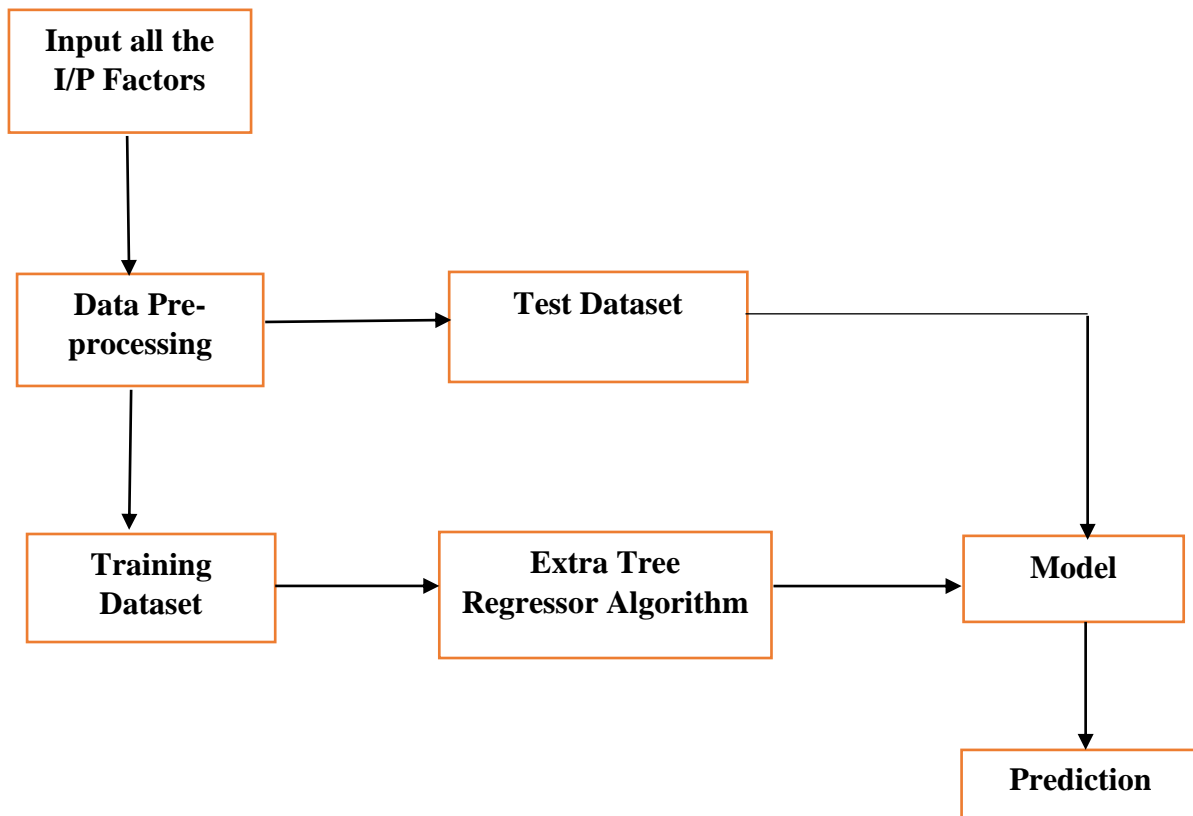 Input all the
I/P Factors
Data Pre-
processing
Test Dataset
Training
Dataset
Extra Tree
Regressor Algorithm
Model
Prediction